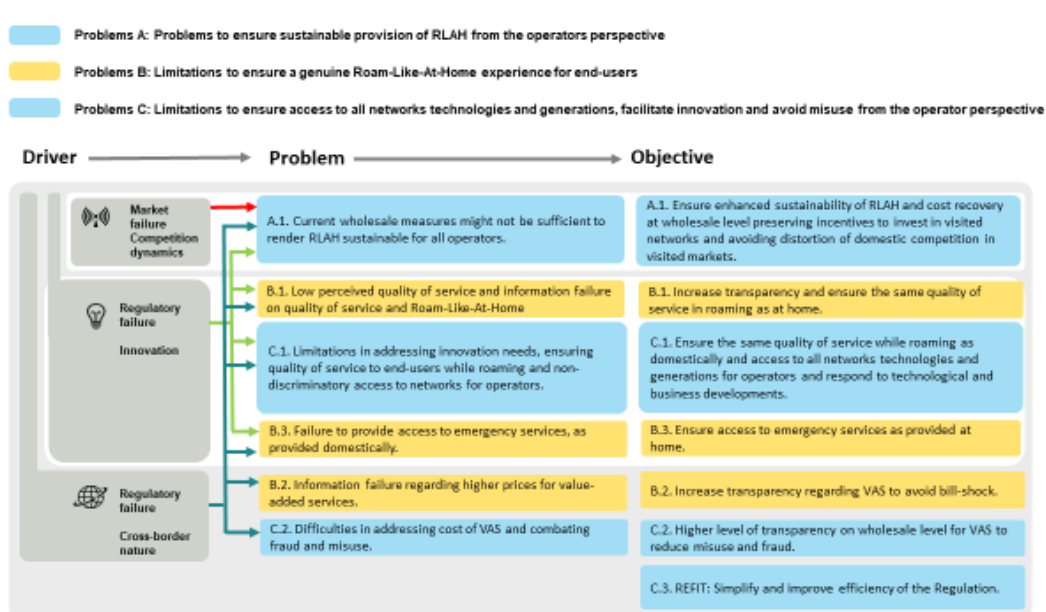 Problems A: Problems to ensure sustainable provision of RLAH from the operators perspective
Problems B: Limitations to ensure a genuine Roam-Like-At-Home experience for end-users
Problems C: Limitations to ensure access to all networks technologies and generations, facilitate innovation and avoid misuse from the operator perspective
Driver
Problem
Objective
Market
failure
Competition
dynamics
A.1. Current wholesale measures might not be sufficient to
render RLAH sustainable for all operators.
A.1. Ensure enhanced sustainability of RLAH and cost recovery
at wholesale level preserving incentives to invest in visited
networks and avoiding distortion of domestic competition in
visited markets.
Regulatory
failure
Innovation
B.1. Low perceived quality of service and information failure
on quality of service and Roam-Like-At-Home
B.1. Increase transparency and ensure the same quality of
service in roaming as at home.
C.1. Limitations in addressing innovation needs, ensuring
quality of service to end-users while roaming and non-
discriminatory access to networks for operators.
C.1. Ensure the same quality of service while roaming as
domestically and access to all networks technologies and
generations for operators and respond to technological and
business developments.
B.3. Failure to provide access to emergency services, as
provided domestically.
B.3. Ensure access to emergency services as provided at
home.
Regulatory
failure
Cross-border
nature
B.2. Information failure regarding higher prices for value-
added services.
B.2. Increase transparency regarding VAS to avoid bill-shock.
C.2. Difficulties in addressing cost of VAS and combating
fraud and misuse.
C.2. Higher level of transparency on wholesale level for VAS to
reduce misuse and fraud.
C.3. REFIT: Simplify and improve efficiency of the Regulation.